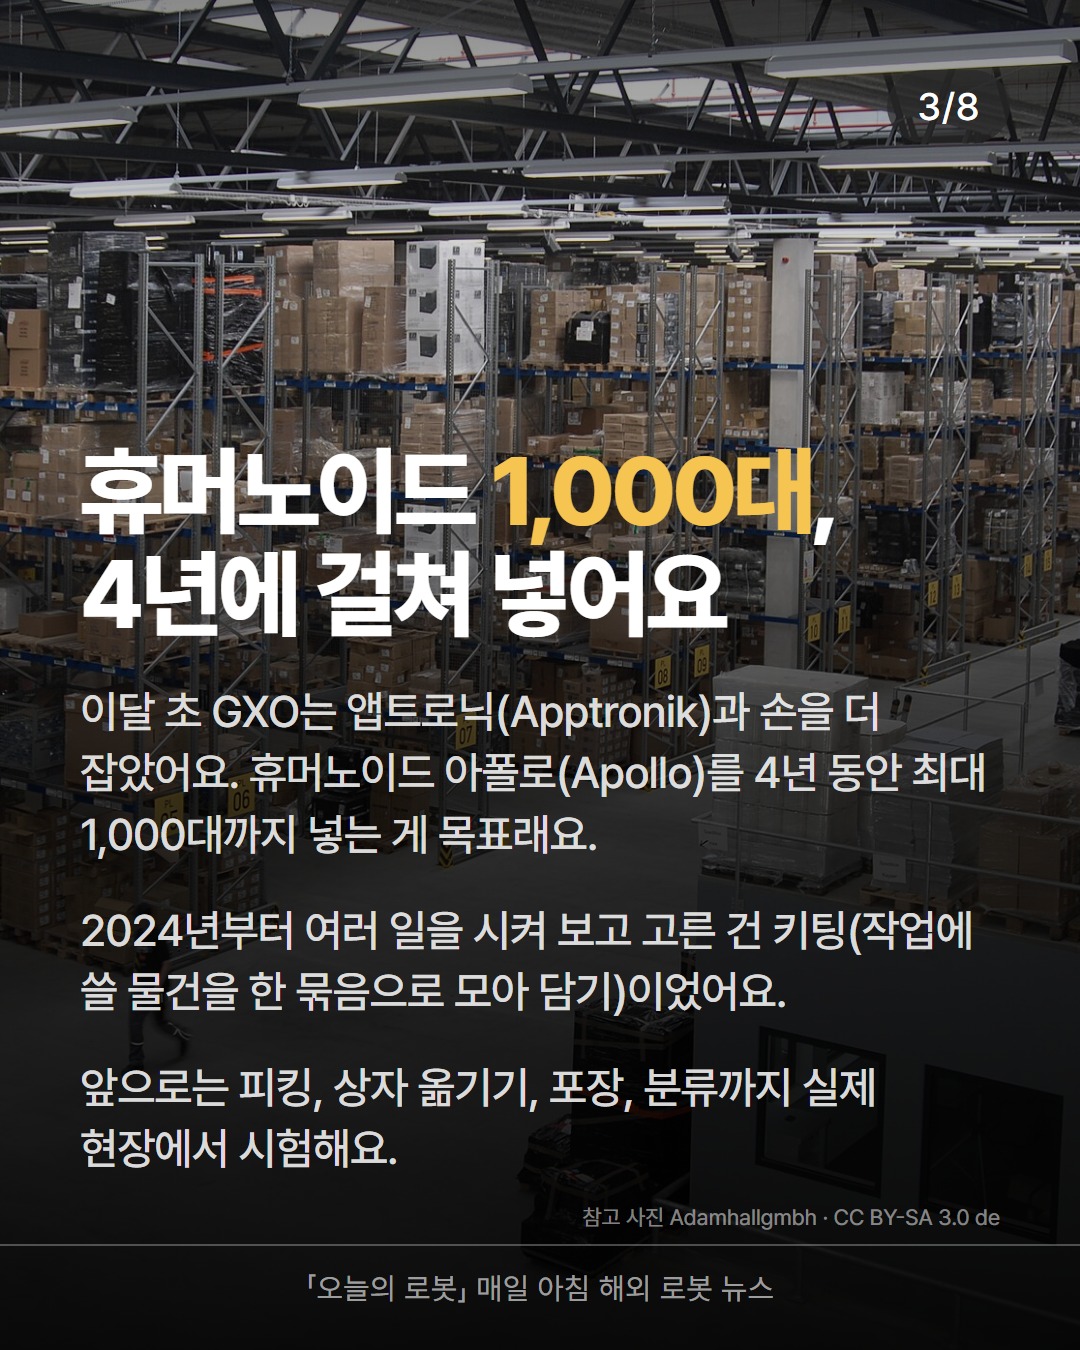 3/8
휴머노이드 1,000대,
4년에 걸쳐 넣어요
이달 초 GXO는 앱트로닉(Apptronik)과 손을 더
잡았어요. 휴머노이드 아폴로(Apollo)를 4년 동안 최대
1,000대까지 넣는 게 목표래요.
2024년부터 여러 일을 시켜 보고 고른 건 키팅(작업에
쓸 물건을 한 묶음으로 모아 담기)이었어요.
앞으로는 피킹, 상자 옮기기, 포장, 분류까지 실제
현장에서 시험해요.
참고 사진 Adamhallgmbh · CC BY-SA 3.0 de
「오늘의 로봇」 매일 아침 해외 로봇 뉴스
10
11
09
08
07
06